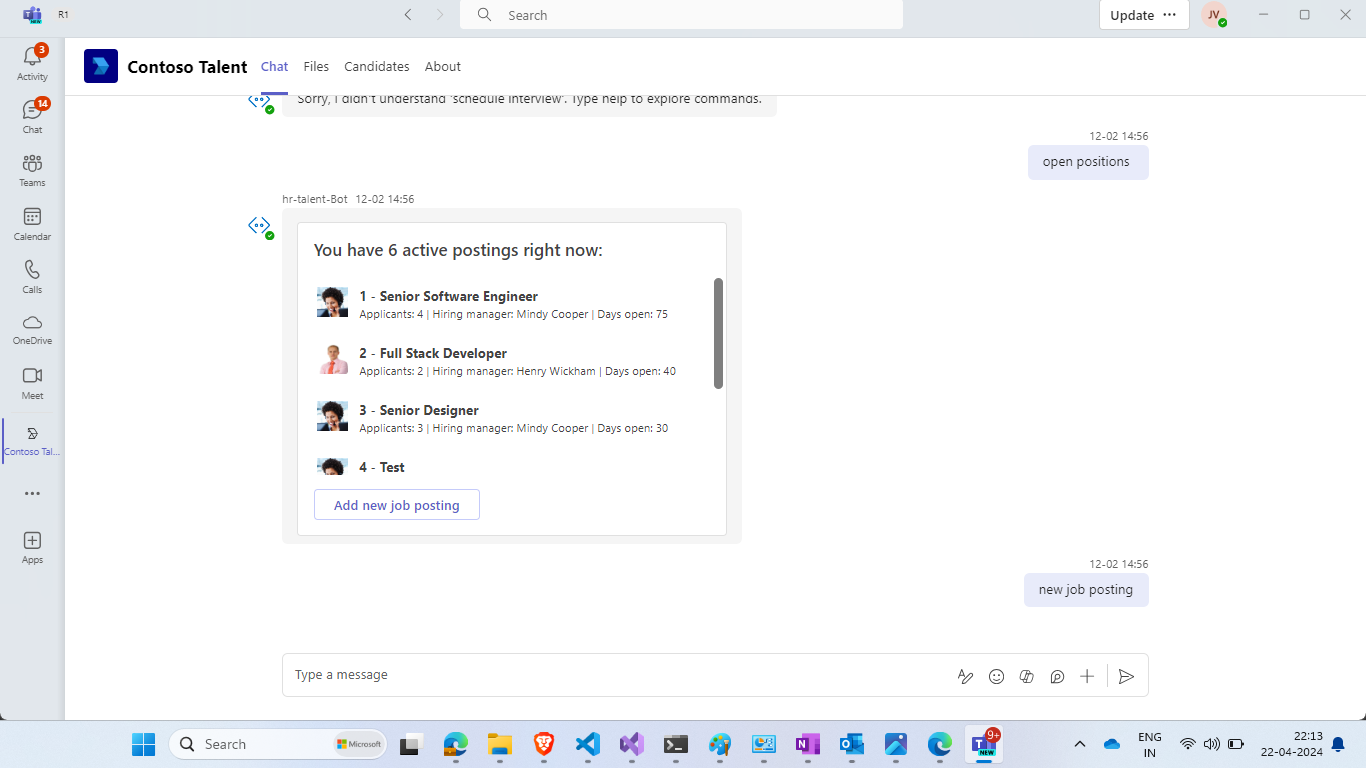 R1
Search
Update
JV
3
Activity
14
Chat
Teams
Calendar
Calls
OneDrive
Meet
Contoso Tal...
Apps
Contoso Talent
Chat
Files
Candidates
About
Sorry, I didn't understand 'schedule interview'. Type help to explore commands.
12-02 14:56
open positions
hr-talent-Bot 12-02 14:56
You have 6 active postings right now:
1 - Senior Software Engineer
Applicants: 4 | Hiring manager: Mindy Cooper | Days open: 75
2 - Full Stack Developer
Applicants: 2 | Hiring manager: Henry Wickham | Days open: 40
3 - Senior Designer
Applicants: 3 | Hiring manager: Mindy Cooper | Days open: 30
4 - Test
Add new job posting
12-02 14:56
new job posting
Type a message
Search
Microsoft
9+
NEW
ENG
IN
22:13
22-04-2024